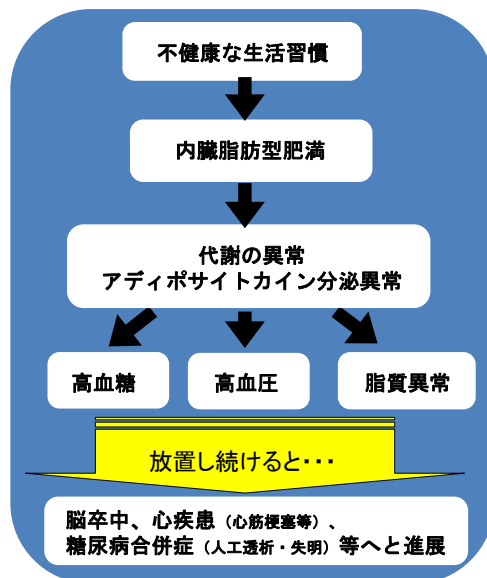 不健康な生活習慣
内臓脂肪型肥満
代謝の異常
アディポサイトカイン分泌異常
高血糖
高血圧
脂質異常
放置し続けると・・・
脳卒中、心疾患（心筋梗塞等）、
糖尿病合併症（人工透析・失明）等へと進展